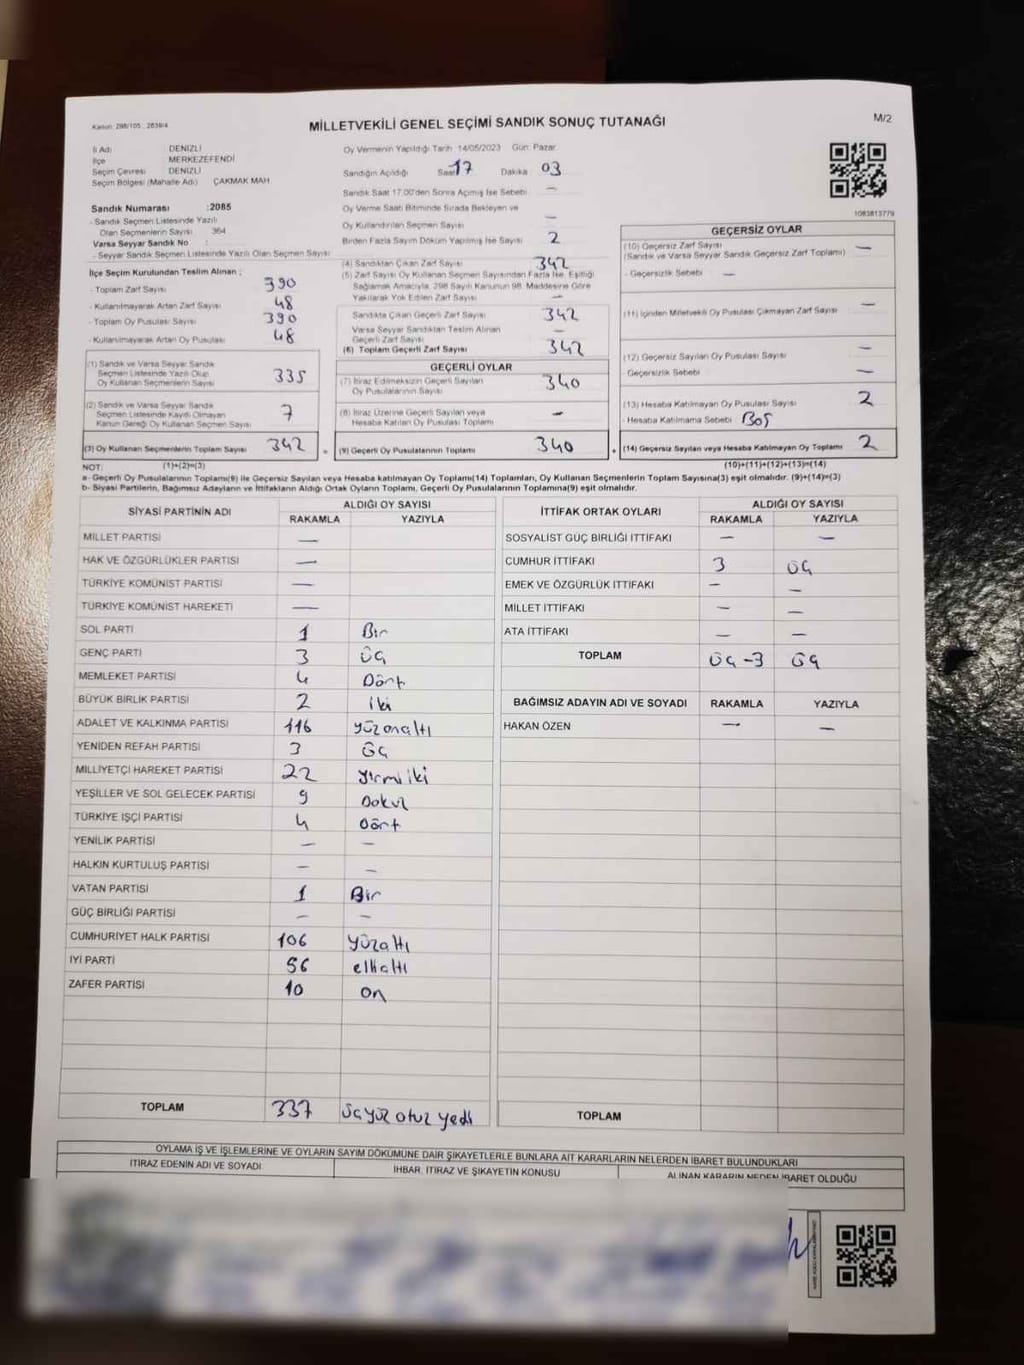 Kanun: 298/105 , 2839/4
MİLLETVEKİLİ GENEL SEÇİMİ SANDIK SONUÇ TUTANAĞI
M/2
İl Adı : DENİZLİ
İlçe : MERKEZEFENDİ
Seçim Çevresi : DENİZLİ
Seçim Bölgesi (Mahalle Adı) : ÇAKMAK MAH
Sandık Numarası : 2085
- Sandık Seçmen Listesinde Yazılı
Olan Seçmenlerin Sayısı : 364
Varsa Seyyar Sandık No :
- Seyyar Sandık Seçmen Listesinde Yazılı Olan Seçmen Sayısı :
İlçe Seçim Kurulundan Teslim Alınan ;
- Toplam Zarf Sayısı : 390
- Kullanılmayarak Artan Zarf Sayısı : 48
- Toplam Oy Pusulası Sayısı : 390
- Kullanılmayarak Artan Oy Pusulası : 48
(1) Sandık ve Varsa Seyyar Sandık
Seçmen Listesinde Yazılı Olup
Oy Kullanan Seçmenlerin Sayısı : 335
(2) Sandık ve Varsa Seyyar Sandık
Seçmen Listesinde Kaydı Olmayan
Kanun Gereği Oy Kullanan Seçmen Sayısı : 7
(3) Oy Kullanan Seçmenlerin Toplam Sayısı : 342
Oy Vermenin Yapıldığı Tarih : 14/05/2023 Gün: Pazar
Sandığın Açıldığı Saat 17 Dakika 03
Sandık Saat 17.00'den Sonra Açılmış İse Sebebi : —
Oy Verme Saati Bitiminde Sırada Bekleyen ve
Oy Kullandırılan Seçmen Sayısı : —
Birden Fazla Sayım Döküm Yapılmış İse Sayısı : 2
(4) Sandıktan Çıkan Zarf Sayısı : 342
(5) Zarf Sayısı Oy Kullanan Seçmen Sayısından Fazla İse, Eşitliği
Sağlamak Amacıyla, 298 Sayılı Kanunun 98. Maddesine Göre
Yakılarak Yok Edilen Zarf Sayısı : —
Sandıkta Çıkan Geçerli Zarf Sayısı : 342
Varsa Seyyar Sandıktan Teslim Alınan
Geçerli Zarf Sayısı : —
(6) Toplam Geçerli Zarf Sayısı : 342
GEÇERLİ OYLAR
(7) İtiraz Edilmeksizin Geçerli Sayılan
Oy Pusulalarının Sayısı : 340
(8) İtiraz Üzerine Geçerli Sayılan veya
Hesaba Katılan Oy Pusulası Toplamı : —
(9) Geçerli Oy Pusulalarının Toplamı : 340
1083813779
GEÇERSİZ OYLAR
(10) Geçersiz Zarf Sayısı : —
(Sandık ve Varsa Seyyar Sandık Geçersiz Zarf Toplamı)
- Geçersizlik Sebebi : —
(11) İçinden Milletvekili Oy Pusulası Çıkmayan Zarf Sayısı : —
(12) Geçersiz Sayılan Oy Pusulası Sayısı : —
- Geçersizlik Sebebi : —
(13) Hesaba Katılmayan Oy Pusulası Sayısı : 2
- Hesaba Katılmama Sebebi : BOŞ
(14) Geçersiz Sayılan veya Hesaba Katılmayan Oy Toplamı : 2
NOT: (1)+(2)=(3) (10)+(11)+(12)+(13)=(14)
a- Geçerli Oy Pusulalarının Toplamı(9) ile Geçersiz Sayılan veya Hesaba katılmayan Oy Toplamı(14) Toplamları, Oy Kullanan Seçmenlerin Toplam Sayısına(3) eşit olmalıdır. (9)+(14)=(3)
b- Siyasi Partilerin, Bağımsız Adayların ve İttifakların Aldığı Ortak Oyların Toplamı, Geçerli Oy Pusulalarının Toplamına(9) eşit olmalıdır.
SİYASİ PARTİNİN ADI ALDIĞI OY SAYISI
RAKAMLA YAZIYLA
MİLLET PARTİSİ —
HAK VE ÖZGÜRLÜKLER PARTİSİ —
TÜRKİYE KOMÜNİST PARTİSİ —
TÜRKİYE KOMÜNİST HAREKETİ —
SOL PARTİ 1 Bir
GENÇ PARTİ 3 Üç
MEMLEKET PARTİSİ 4 Dört
BÜYÜK BİRLİK PARTİSİ 2 iki
ADALET VE KALKINMA PARTİSİ 116 yüzonaltı
YENİDEN REFAH PARTİSİ 3 Üç
MİLLİYETÇİ HAREKET PARTİSİ 22 yirmi iki
YEŞİLLER VE SOL GELECEK PARTİSİ 9 Dokuz
TÜRKİYE İŞÇİ PARTİSİ 4 Dört
YENİLİK PARTİSİ — —
HALKIN KURTULUŞ PARTİSİ — —
VATAN PARTİSİ 1 Bir
GÜÇ BİRLİĞİ PARTİSİ — —
CUMHURİYET HALK PARTİSİ 106 yüzaltı
İYİ PARTİ 56 ellialtı
ZAFER PARTİSİ 10 on
TOPLAM 337 üçyüz otuz yedi
İTTİFAK ORTAK OYLARI ALDIĞI OY SAYISI
RAKAMLA YAZIYLA
SOSYALİST GÜÇ BİRLİĞİ İTTİFAKI — —
CUMHUR İTTİFAKI 3 üç
EMEK VE ÖZGÜRLÜK İTTİFAKI — —
MİLLET İTTİFAKI — —
ATA İTTİFAKI — —
TOPLAM üç -3 üç
BAĞIMSIZ ADAYIN ADI VE SOYADI RAKAMLA YAZIYLA
HAKAN ÖZEN — —
TOPLAM
OYLAMA İŞ VE İŞLEMLERİNE VE OYLARIN SAYIM DÖKÜMÜNE DAİR ŞİKAYETLERLE BUNLARA AİT KARARLARIN NELERDEN İBARET BULUNDUKLARI
İTİRAZ EDENİN ADI VE SOYADI
İHBAR, İTİRAZ VE ŞİKAYETİN KONUSU
ALINAN KARARIN NEDEN İBARET OLDUĞU